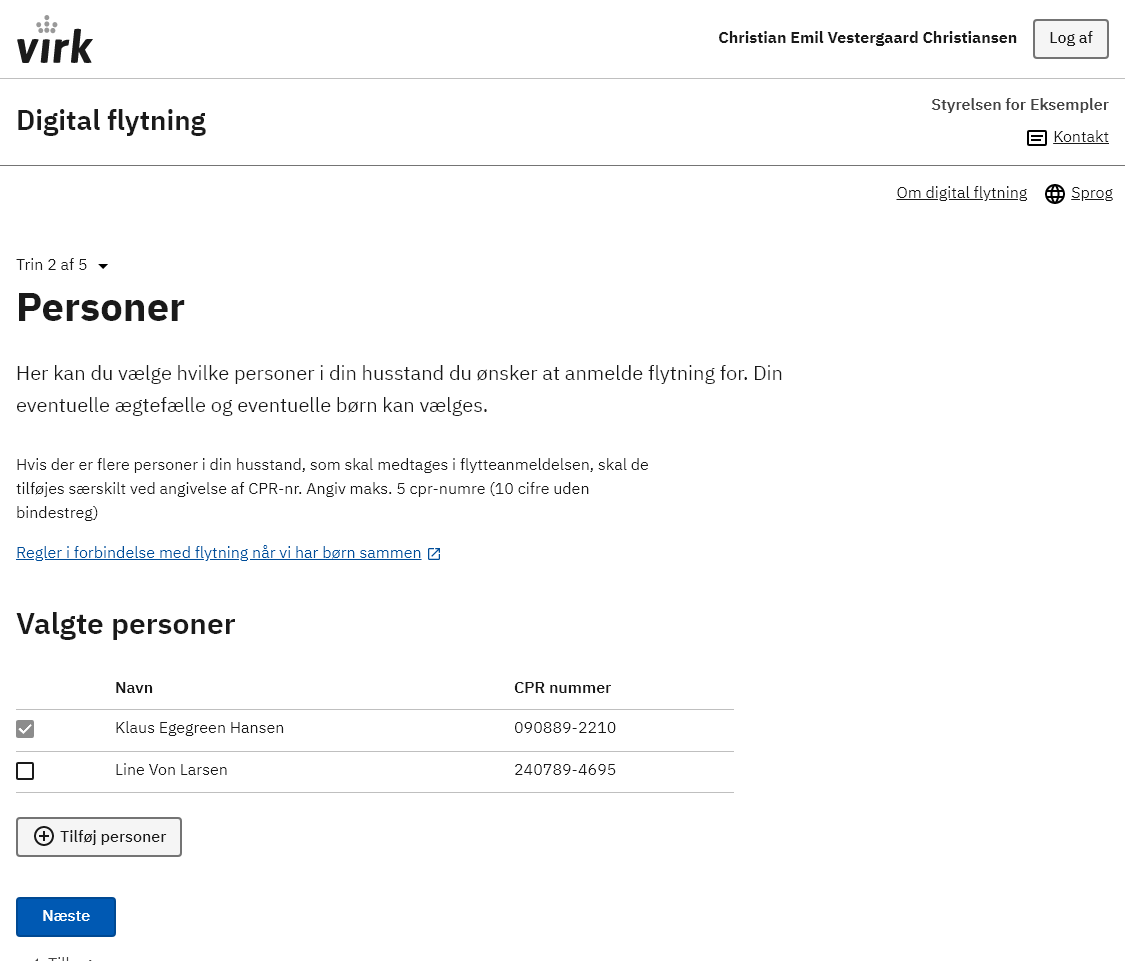 virk
Christian Emil Vestergaard Christiansen
Log af
Digital flytning
Styrelsen for Eksempler
Kontakt
Om digital flytning
Sprog
Trin 2 af 5
Personer
Her kan du vælge hvilke personer i din husstand du ønsker at anmelde flytning for. Din
eventuelle ægtefælle og eventuelle børn kan vælges.
Hvis der er flere personer i din husstand, som skal medtages i flytteanmeldelsen, skal de
tilføjes særskilt ved angivelse af CPR-nr. Angiv maks. 5 cpr-numre (10 cifre uden
bindestreg)
Regler i forbindelse med flytning når vi har børn sammen
Valgte personer
Navn CPR nummer
Klaus Egegreen Hansen 090889-2210
Line Von Larsen 240789-4695
Tilføj personer
Næste